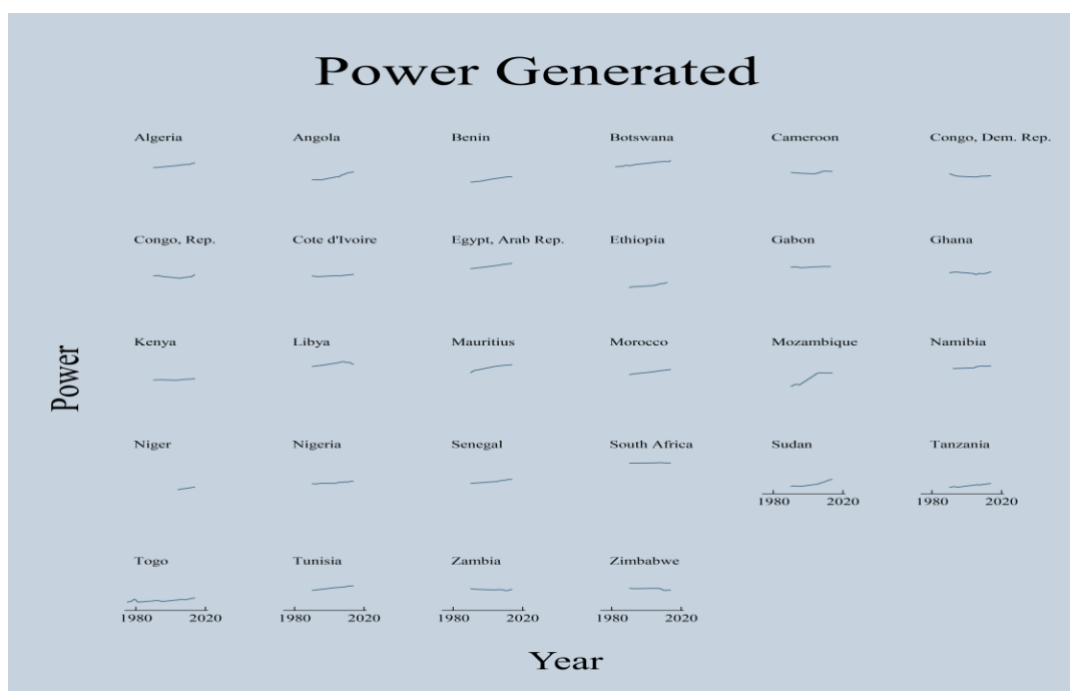 Power Generated
Algeria Angola Benin Botswana Cameroon Congo, Dem. Rep.
Congo, Rep. Cote d'Ivoire Egypt, Arab Rep. Ethiopia Gabon Ghana
Power
Kenya Libya Mauritius Morocco Mozambique Namibia
Niger Nigeria Senegal South Africa Sudan Tanzania
1980 2020 1980 2020
Togo Tunisia Zambia Zimbabwe
1980 2020 1980 2020 1980 2020 1980 2020
Year